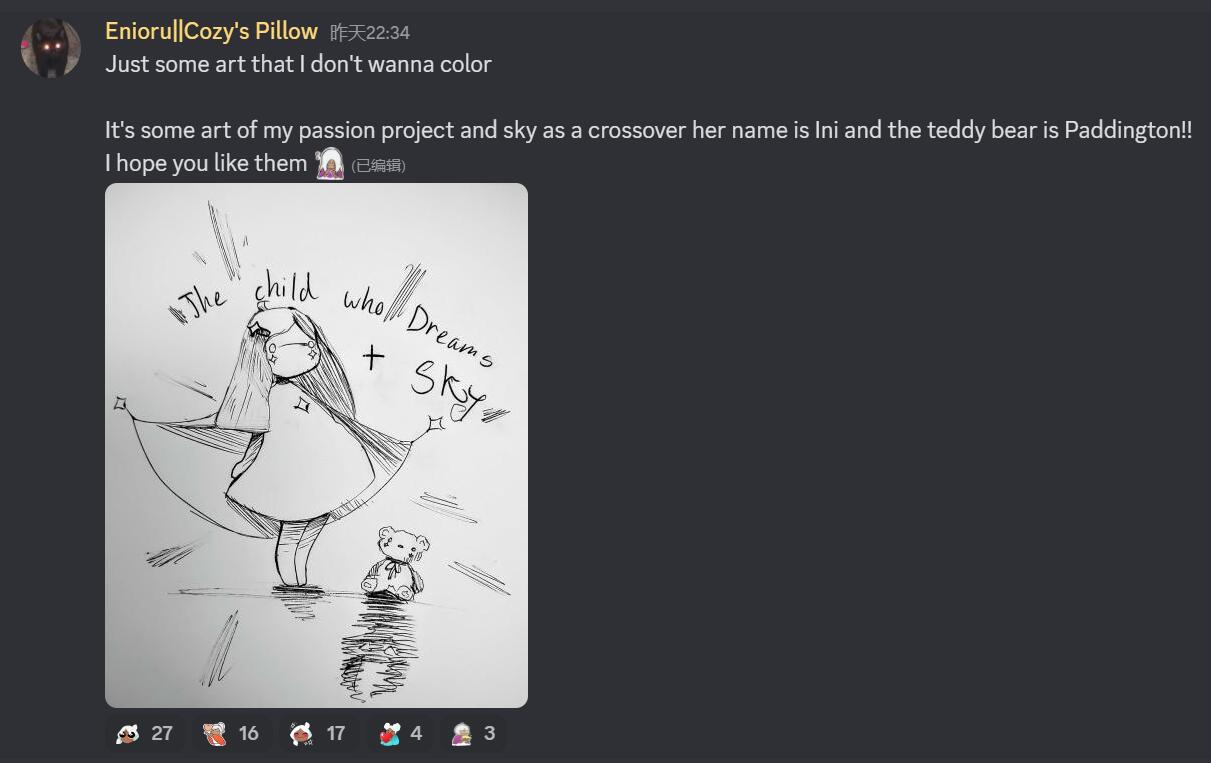 Enioru||Cozy's Pillow 昨天22:34
Just some art that I don't wanna color
It's some art of my passion project and sky as a crossover her name is Ini and the teddy bear is Paddington!!
I hope you like them (已编辑)
The child who Dreams
+
Sky
27 16 17 4 3